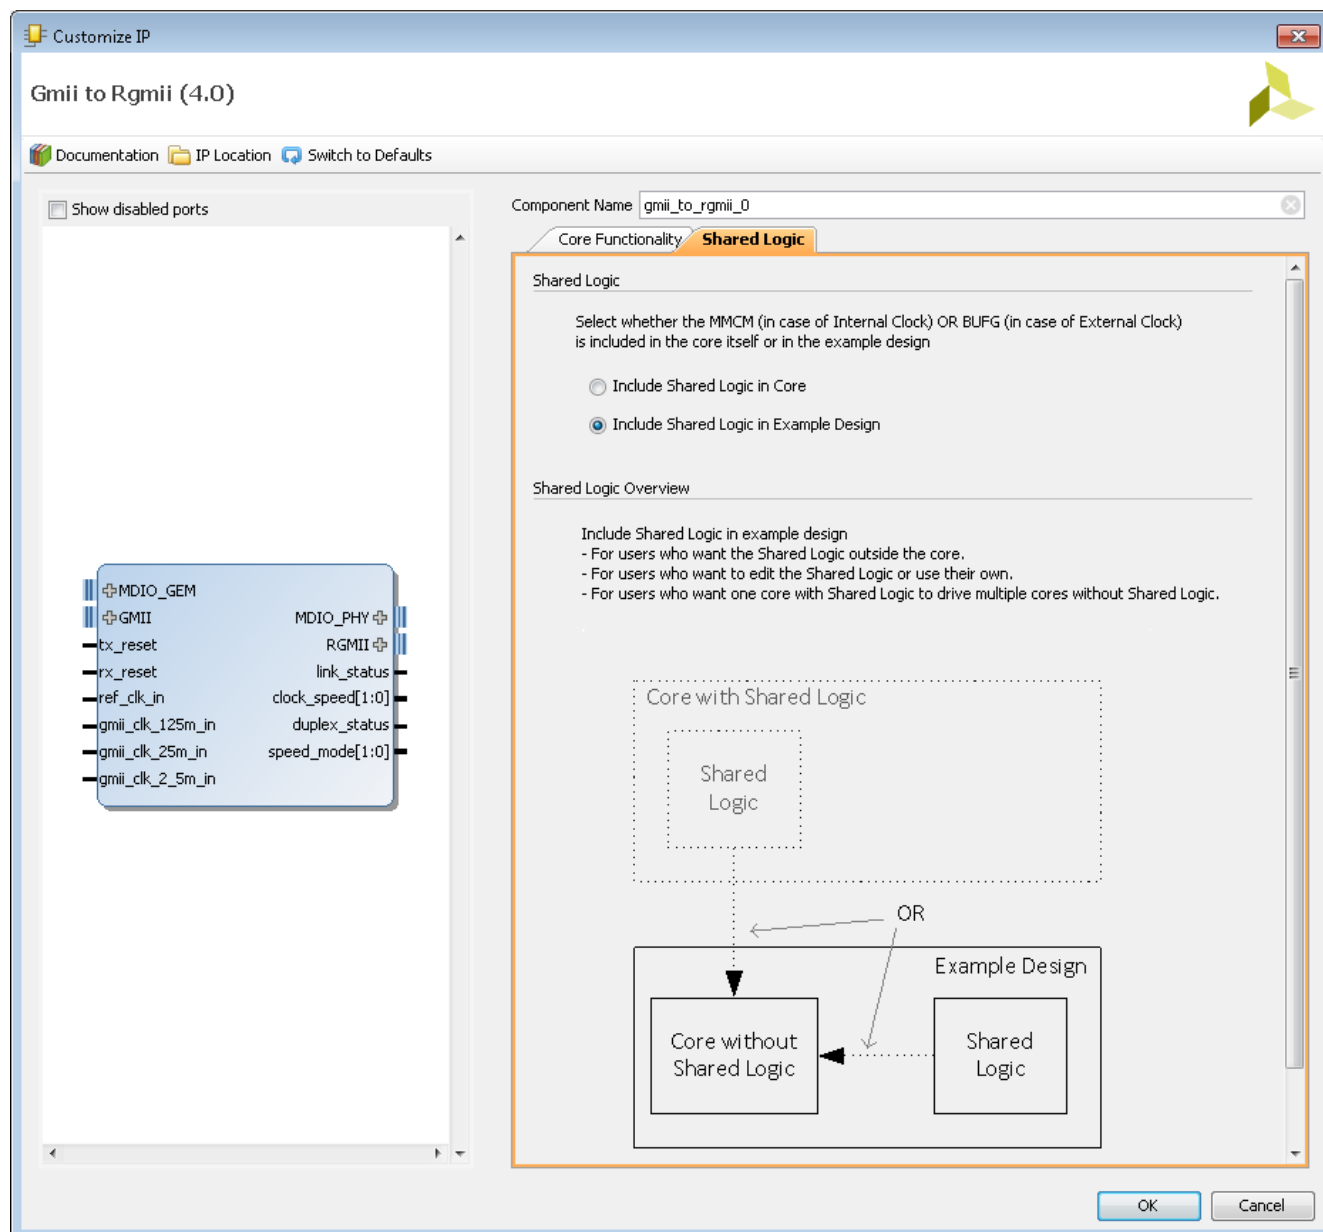 Customize IP
Gmii to Rgmii (4.0)
Documentation IP Location Switch to Defaults
Show disabled ports
MDIO_GEM
GMII
tx_reset
rx_reset
ref_clk_in
gmii_clk_125m_in
gmii_clk_25m_in
gmii_clk_2_5m_in
MDIO_PHY
RGMII
link_status
clock_speed[1:0]
duplex_status
speed_mode[1:0]
Component Name gmii_to_rgmii_0
Core Functionality Shared Logic
Shared Logic
Select whether the MMCM (in case of Internal Clock) OR BUFG (in case of External Clock)
is included in the core itself or in the example design
Include Shared Logic in Core
Include Shared Logic in Example Design
Shared Logic Overview
Include Shared Logic in example design
- For users who want the Shared Logic outside the core.
- For users who want to edit the Shared Logic or use their own.
- For users who want one core with Shared Logic to drive multiple cores without Shared Logic.
Core with Shared Logic
Shared
Logic
OR
Example Design
Core without
Shared Logic
Shared
Logic
OK Cancel